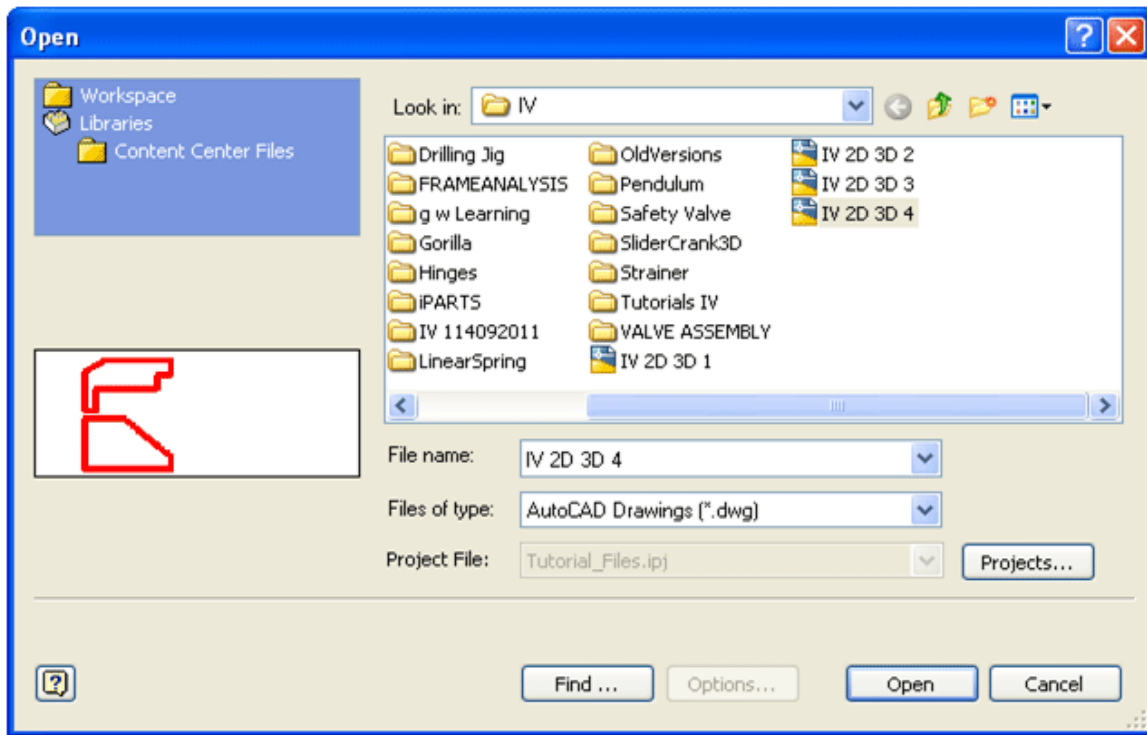 Open
Workspace
Libraries
Content Center Files
Look in: IV
Drilling Jig
FRAMEANALYSIS
g w Learning
Gorilla
Hinges
iPARTS
IV 114092011
LinearSpring
OldVersions
Pendulum
Safety Valve
SliderCrank3D
Strainer
Tutorials IV
VALVE ASSEMBLY
IV 2D 3D 1
IV 2D 3D 2
IV 2D 3D 3
IV 2D 3D 4
File name: IV 2D 3D 4
Files of type: AutoCAD Drawings (*.dwg)
Project File: Tutorial_Files.ipj Projects...
Find ... Options... Open Cancel